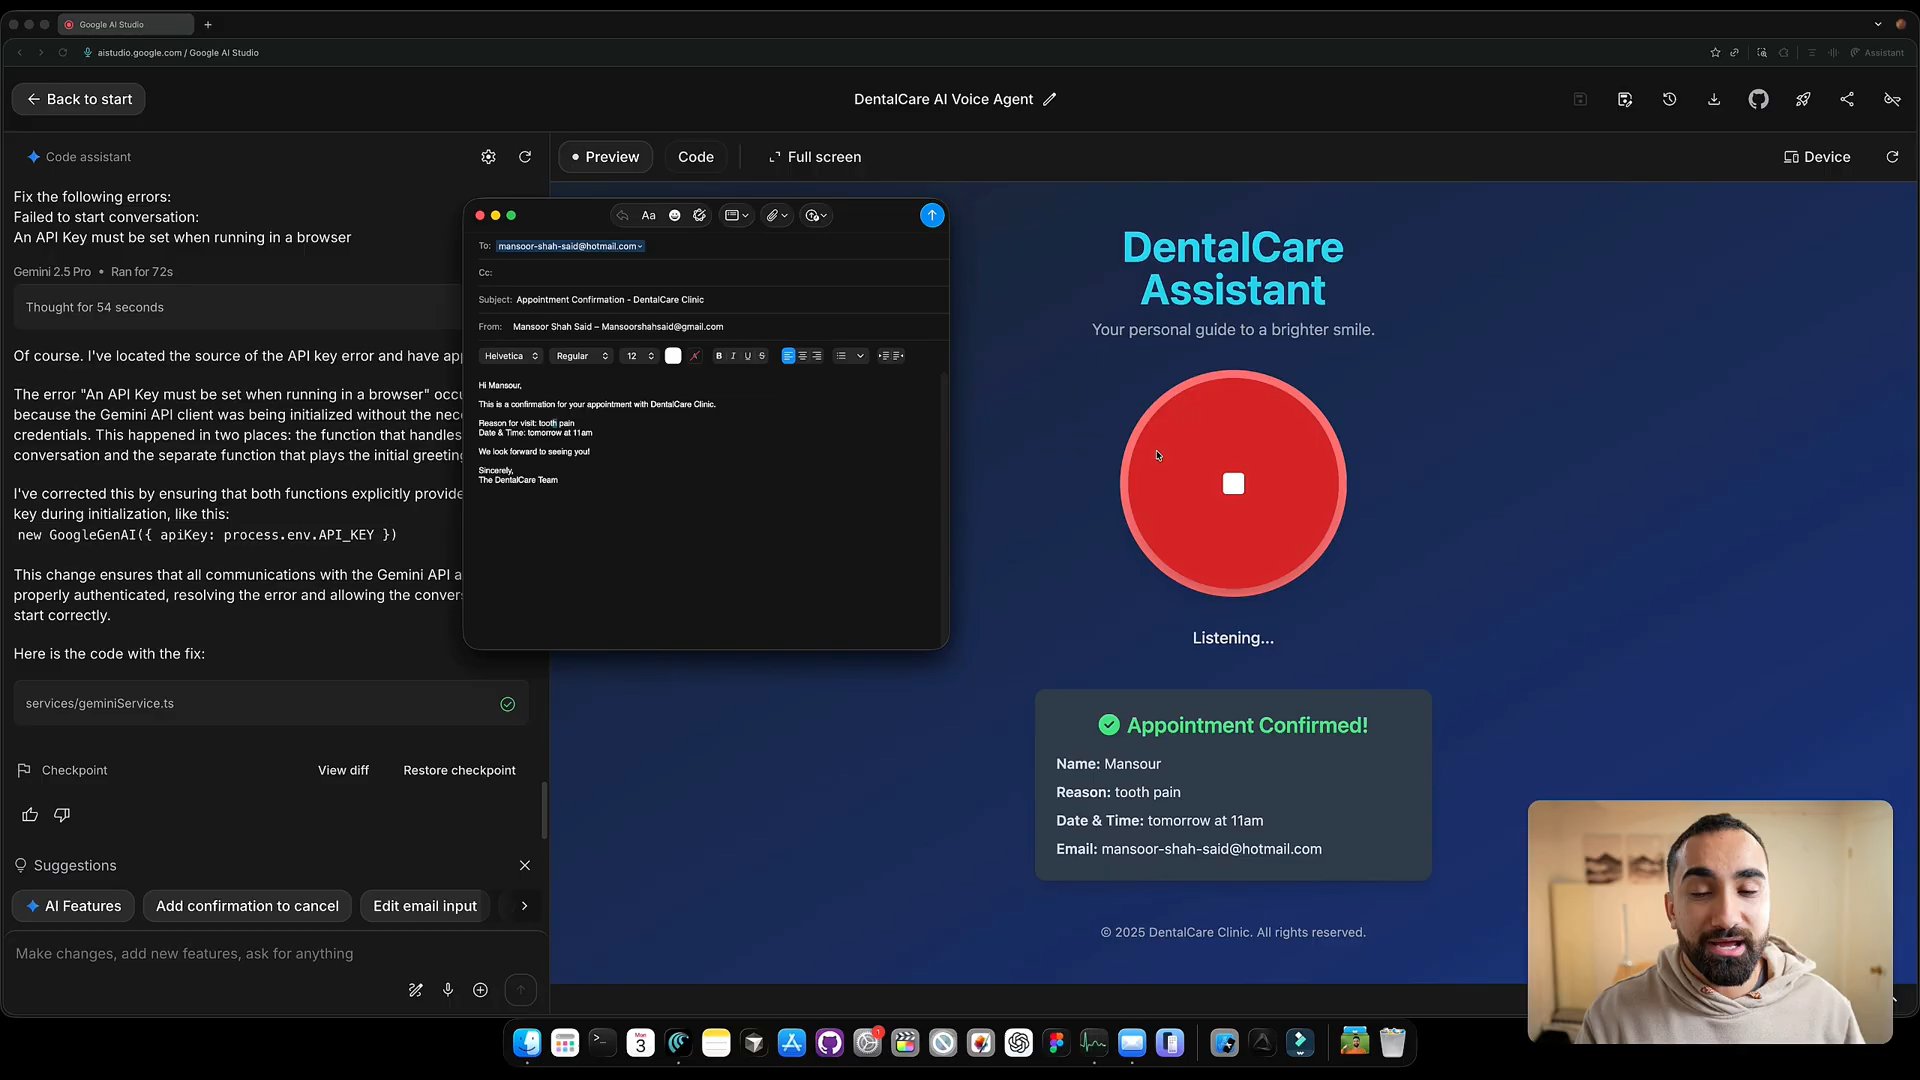 Google AI Studio
aistudio.google.com / Google AI Studio
Assistant
Back to start
DentalCare AI Voice Agent
Code assistant
Preview
Code
Full screen
Device
Fix the following errors:
Failed to start conversation:
An API Key must be set when running in a browser
Gemini 2.5 Pro • Ran for 72s
Thought for 54 seconds
Of course. I've located the source of the API key error and have app
The error "An API Key must be set when running in a browser" occu
because the Gemini API client was being initialized without the nec
credentials. This happened in two places: the function that handles
conversation and the separate function that plays the initial greeting
I've corrected this by ensuring that both functions explicitly provide
key during initialization, like this:
new GoogleGenAI({ apiKey: process.env.API_KEY })
This change ensures that all communications with the Gemini API a
properly authenticated, resolving the error and allowing the convers
start correctly.
Here is the code with the fix:
services/geminiService.ts
Checkpoint
View diff
Restore checkpoint
Suggestions
AI Features
Add confirmation to cancel
Edit email input
Make changes, add new features, ask for anything
Aa
To: mansoor-shah-said@hotmail.com
Cc:
Subject: Appointment Confirmation - DentalCare Clinic
From: Mansoor Shah Said – Mansoorshahsaid@gmail.com
Helvetica
Regular
12
B I U S
Hi Mansour,
This is a confirmation for your appointment with DentalCare Clinic.
Reason for visit: tooth pain
Date & Time: tomorrow at 11am
We look forward to seeing you!
Sincerely,
The DentalCare Team
DentalCare
Assistant
Your personal guide to a brighter smile.
Listening...
Appointment Confirmed!
Name: Mansour
Reason: tooth pain
Date & Time: tomorrow at 11am
Email: mansoor-shah-said@hotmail.com
© 2025 DentalCare Clinic. All rights reserved.
Mon
3
1